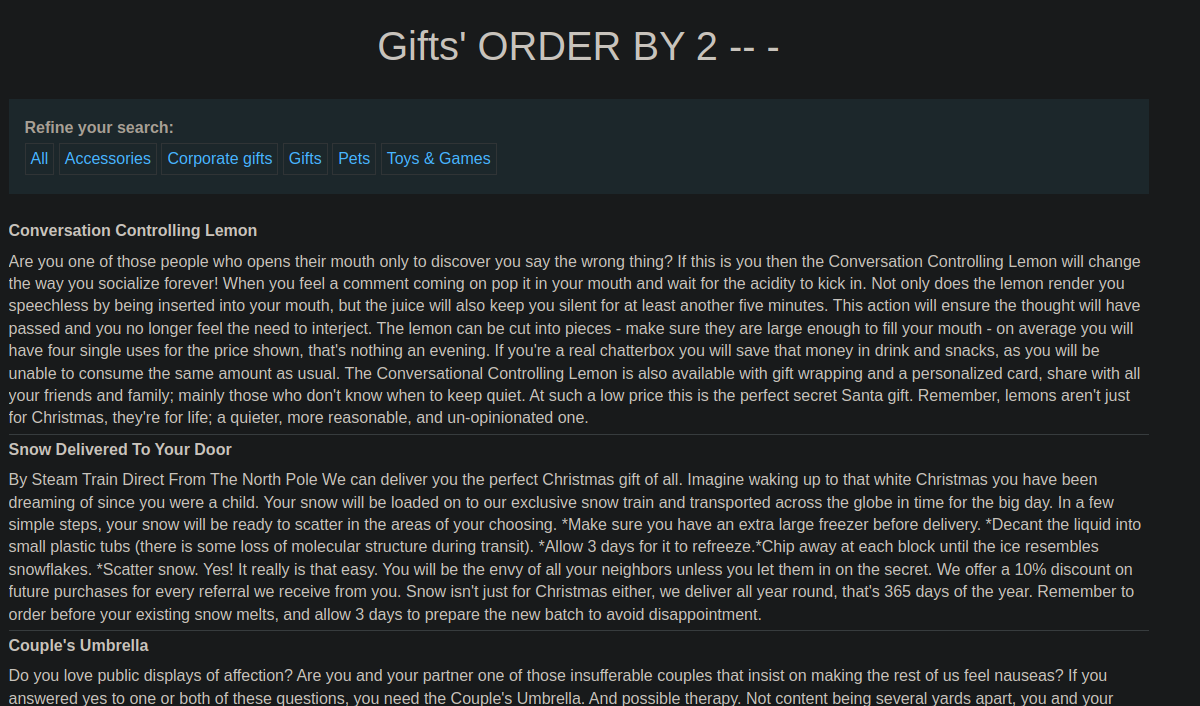 Gifts' ORDER BY 2 -- -
Refine your search:
All Accessories Corporate gifts Gifts Pets Toys & Games
Conversation Controlling Lemon
Are you one of those people who opens their mouth only to discover you say the wrong thing? If this is you then the Conversation Controlling Lemon will change
the way you socialize forever! When you feel a comment coming on pop it in your mouth and wait for the acidity to kick in. Not only does the lemon render you
speechless by being inserted into your mouth, but the juice will also keep you silent for at least another five minutes. This action will ensure the thought will have
passed and you no longer feel the need to interject. The lemon can be cut into pieces - make sure they are large enough to fill your mouth - on average you will
have four single uses for the price shown, that's nothing an evening. If you're a real chatterbox you will save that money in drink and snacks, as you will be
unable to consume the same amount as usual. The Conversational Controlling Lemon is also available with gift wrapping and a personalized card, share with all
your friends and family; mainly those who don't know when to keep quiet. At such a low price this is the perfect secret Santa gift. Remember, lemons aren't just
for Christmas, they're for life; a quieter, more reasonable, and un-opinionated one.
Snow Delivered To Your Door
By Steam Train Direct From The North Pole We can deliver you the perfect Christmas gift of all. Imagine waking up to that white Christmas you have been
dreaming of since you were a child. Your snow will be loaded on to our exclusive snow train and transported across the globe in time for the big day. In a few
simple steps, your snow will be ready to scatter in the areas of your choosing. *Make sure you have an extra large freezer before delivery. *Decant the liquid into
small plastic tubs (there is some loss of molecular structure during transit). *Allow 3 days for it to refreeze.*Chip away at each block until the ice resembles
snowflakes. *Scatter snow. Yes! It really is that easy. You will be the envy of all your neighbors unless you let them in on the secret. We offer a 10% discount on
future purchases for every referral we receive from you. Snow isn't just for Christmas either, we deliver all year round, that's 365 days of the year. Remember to
order before your existing snow melts, and allow 3 days to prepare the new batch to avoid disappointment.
Couple's Umbrella
Do you love public displays of affection? Are you and your partner one of those insufferable couples that insist on making the rest of us feel nauseas? If you
answered yes to one or both of these questions, you need the Couple's Umbrella. And possible therapy. Not content being several yards apart, you and your